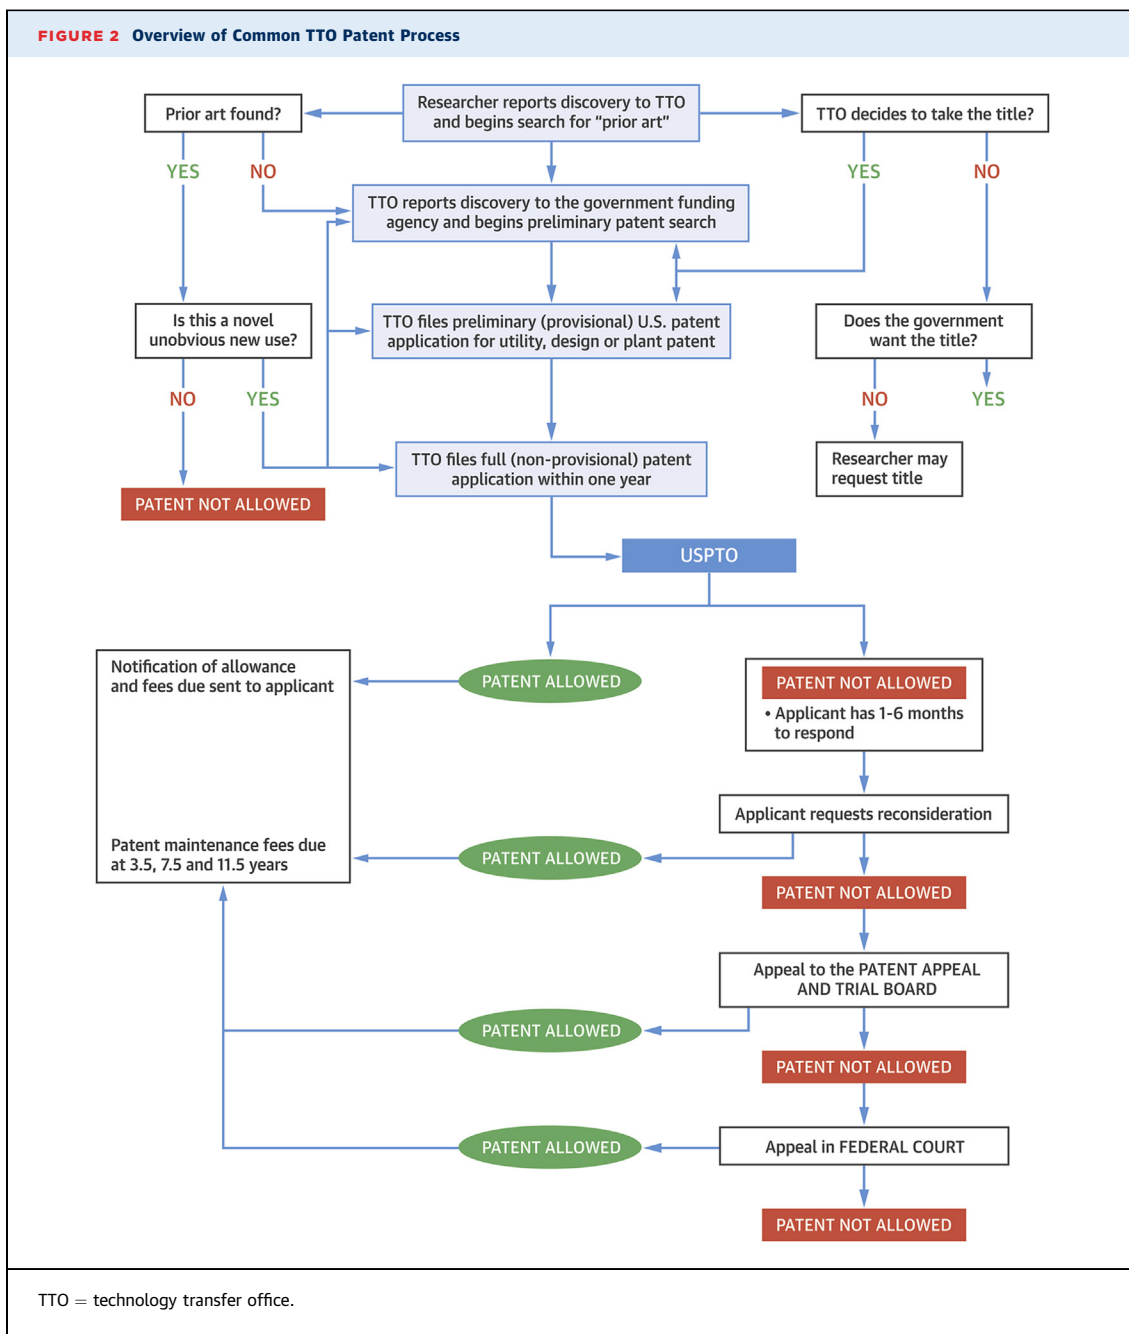 FIGURE 2 Overview of Common TTO Patent Process
Researcher reports discovery to TTO
and begins search for “prior art”
Prior art found?
TTO decides to take the title?
YES
NO
YES
NO
TTO reports discovery to the government funding
agency and begins preliminary patent search
Is this a novel
unobvious new use?
TTO files preliminary (provisional) U.S. patent
application for utility, design or plant patent
Does the government
want the title?
NO
YES
NO
YES
TTO files full (non-provisional) patent
application within one year
Researcher may
request title
PATENT NOT ALLOWED
USPTO
Notification of allowance
and fees due sent to applicant
PATENT ALLOWED
PATENT NOT ALLOWED
• Applicant has 1-6 months
to respond
Applicant requests reconsideration
Patent maintenance fees due
at 3.5, 7.5 and 11.5 years
PATENT ALLOWED
PATENT NOT ALLOWED
Appeal to the PATENT APPEAL
AND TRIAL BOARD
PATENT ALLOWED
PATENT NOT ALLOWED
PATENT ALLOWED
Appeal in FEDERAL COURT
PATENT NOT ALLOWED
TTO = technology transfer office.